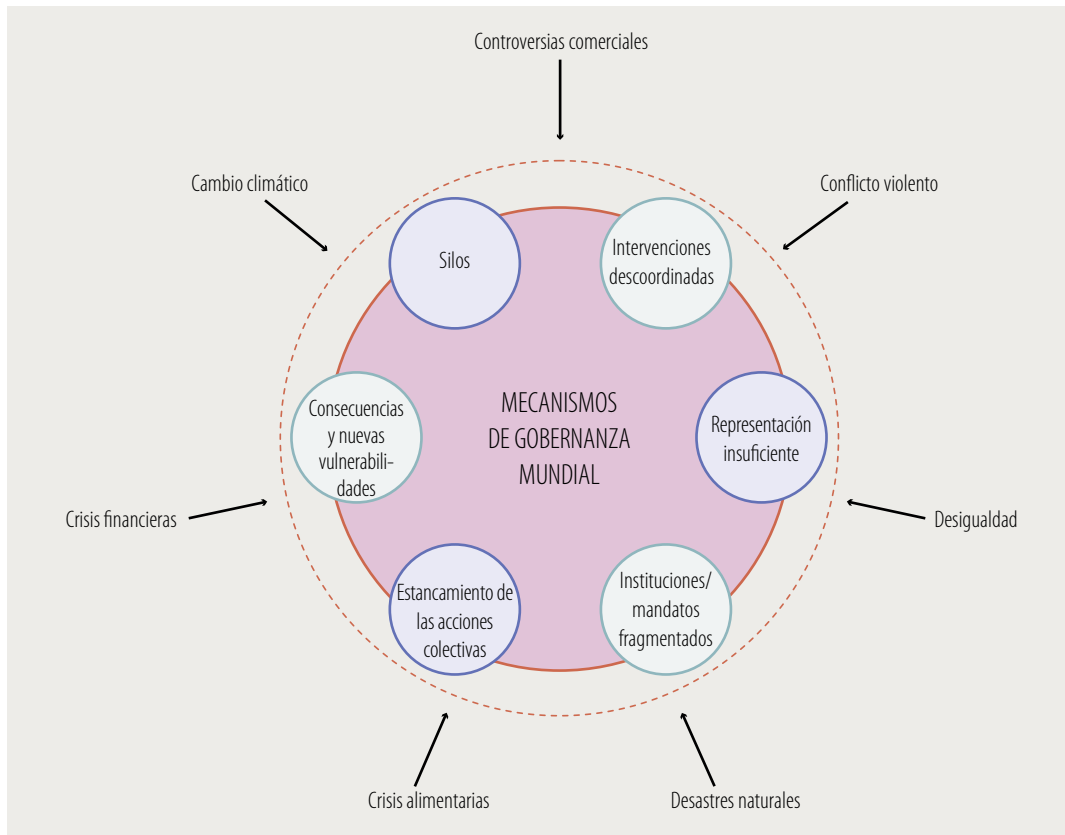 Controversias comerciales
Cambio climático
Conflicto violento
Silos
Intervenciones
descoordinadas
Consecuencias
y nuevas
vulnerabili-
dades
MECANISMOS
DE GOBERNANZA
MUNDIAL
Representación
insuficiente
Crisis financieras
Desigualdad
Estancamiento de
las acciones
colectivas
Instituciones/
mandatos
fragmentados
Crisis alimentarias
Desastres naturales